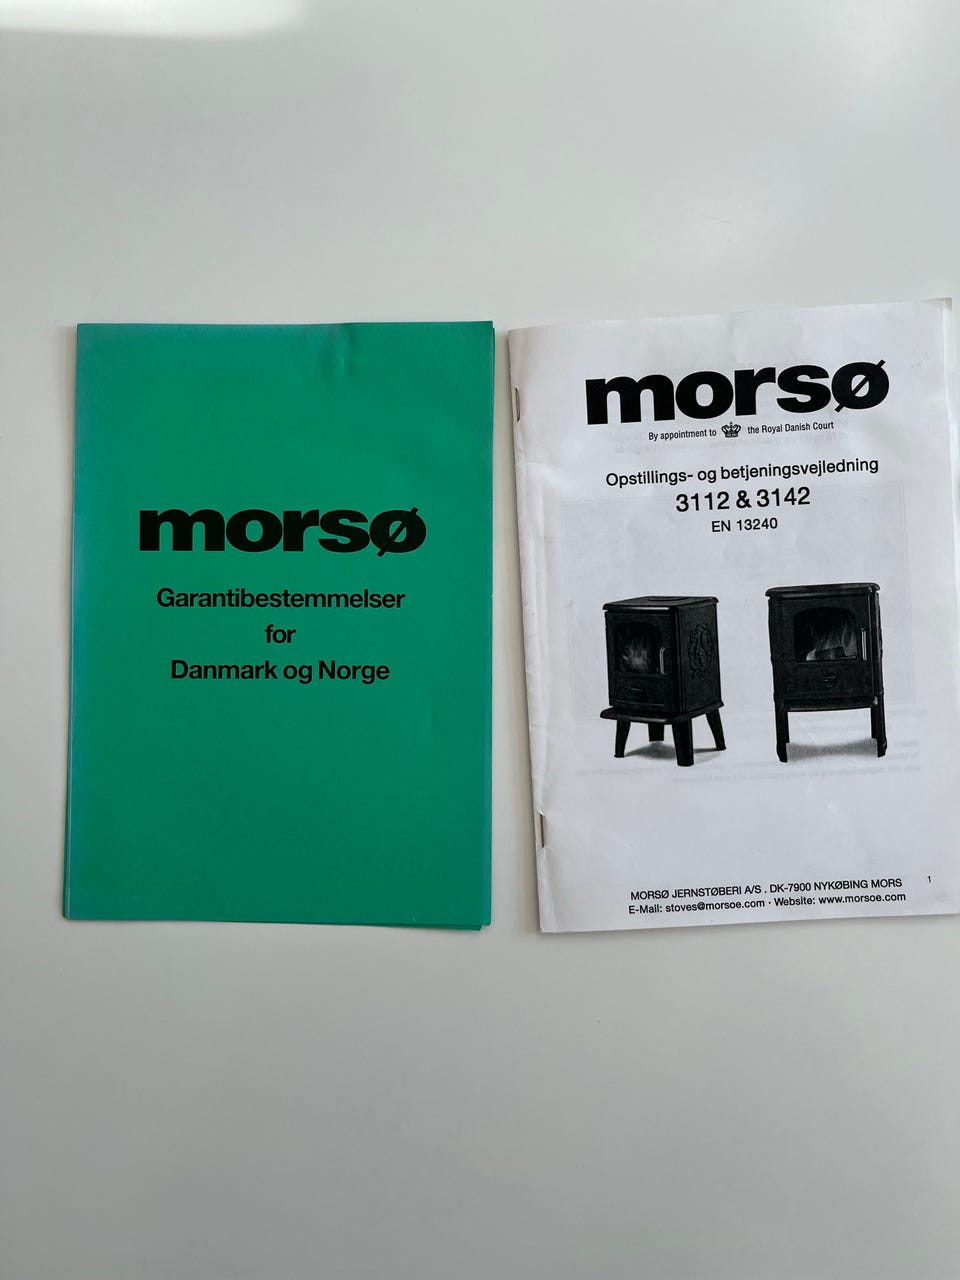 morsø
Garantibestemmelser
for
Danmark og Norge
morsø
By appointment to the Royal Danish Court
Opstillings- og betjeningsvejledning
3112 & 3142
EN 13240
MORSØ JERNSTØBERI A/S . DK-7900 NYKØBING MORS
E-Mail: stoves@morsoe.com · Website: www.morsoe.com
1